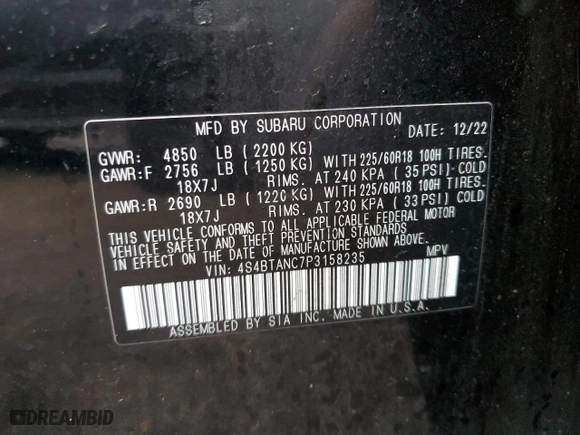 MFD BY SUBARU CORPORATION DATE: 12/22
GVWR: 4850 LB (2200 KG)
GAWR:F 2756 LB (1250 KG) WITH 225/60R18 100H TIRES.
18X7J RIMS. AT 240 KPA (35 PSI) COLD
GAWR:R 2690 LB (1220 KG) WITH 225/60R18 100H TIRES.
18X7J RIMS. AT 230 KPA (33 PSI) COLD
THIS VEHICLE CONFORMS TO ALL APPLICABLE FEDERAL MOTOR
VEHICLE SAFETY AND THEFT PREVENTION STANDARDS
IN EFFECT ON THE DATE OF MANUFACTURE SHOWN ABOVE.
VIN: 4S4BTANC7P3158235 MPV
ASSEMBLED BY SIA INC. MADE IN U.S.A.
DREAMBID